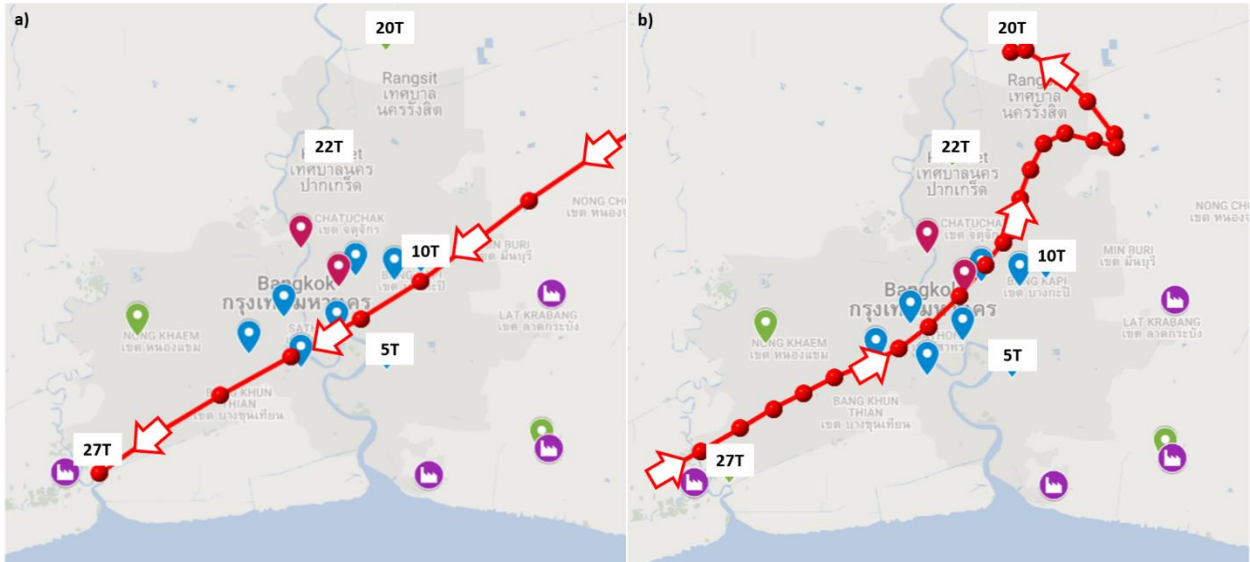 a)
20T
Rangsit
เทศบาล
นครรังสิต
22T
เทศบาลนคร
ปากเกร็ด
CHATUCHAK
เขต จตุจักร
NONG CHO
เขต หนองจ
10T
MIN BURI
เขต มีนบุรี
Bangkok
กรุงเทพมหานคร
LAT KRABANG
เขต ลาดกระบัง
NONG KHAEM
เขต หนองแขม
5T
BANG KHUN
THIAN
เขต บางขุนเทียน
27T
b)
20T
Rangsit
เทศบาล
นครรังสิต
22T
เทศบาลนคร
ปากเกร็ด
CHATUCHAK
เขต จตุจักร
NONG CHO
เขต หนองจ
10T
MIN BURI
เขต มีนบุรี
BANG KAPI
เขต บางกะปิ
Bangkok
กรุงเทพมหานคร
LAT KRABANG
เขต ลาดกระบัง
NONG KHAEM
เขต หนองแขม
5T
BANG KHUN
THIAN
เขต บางขุนเทียน
27T